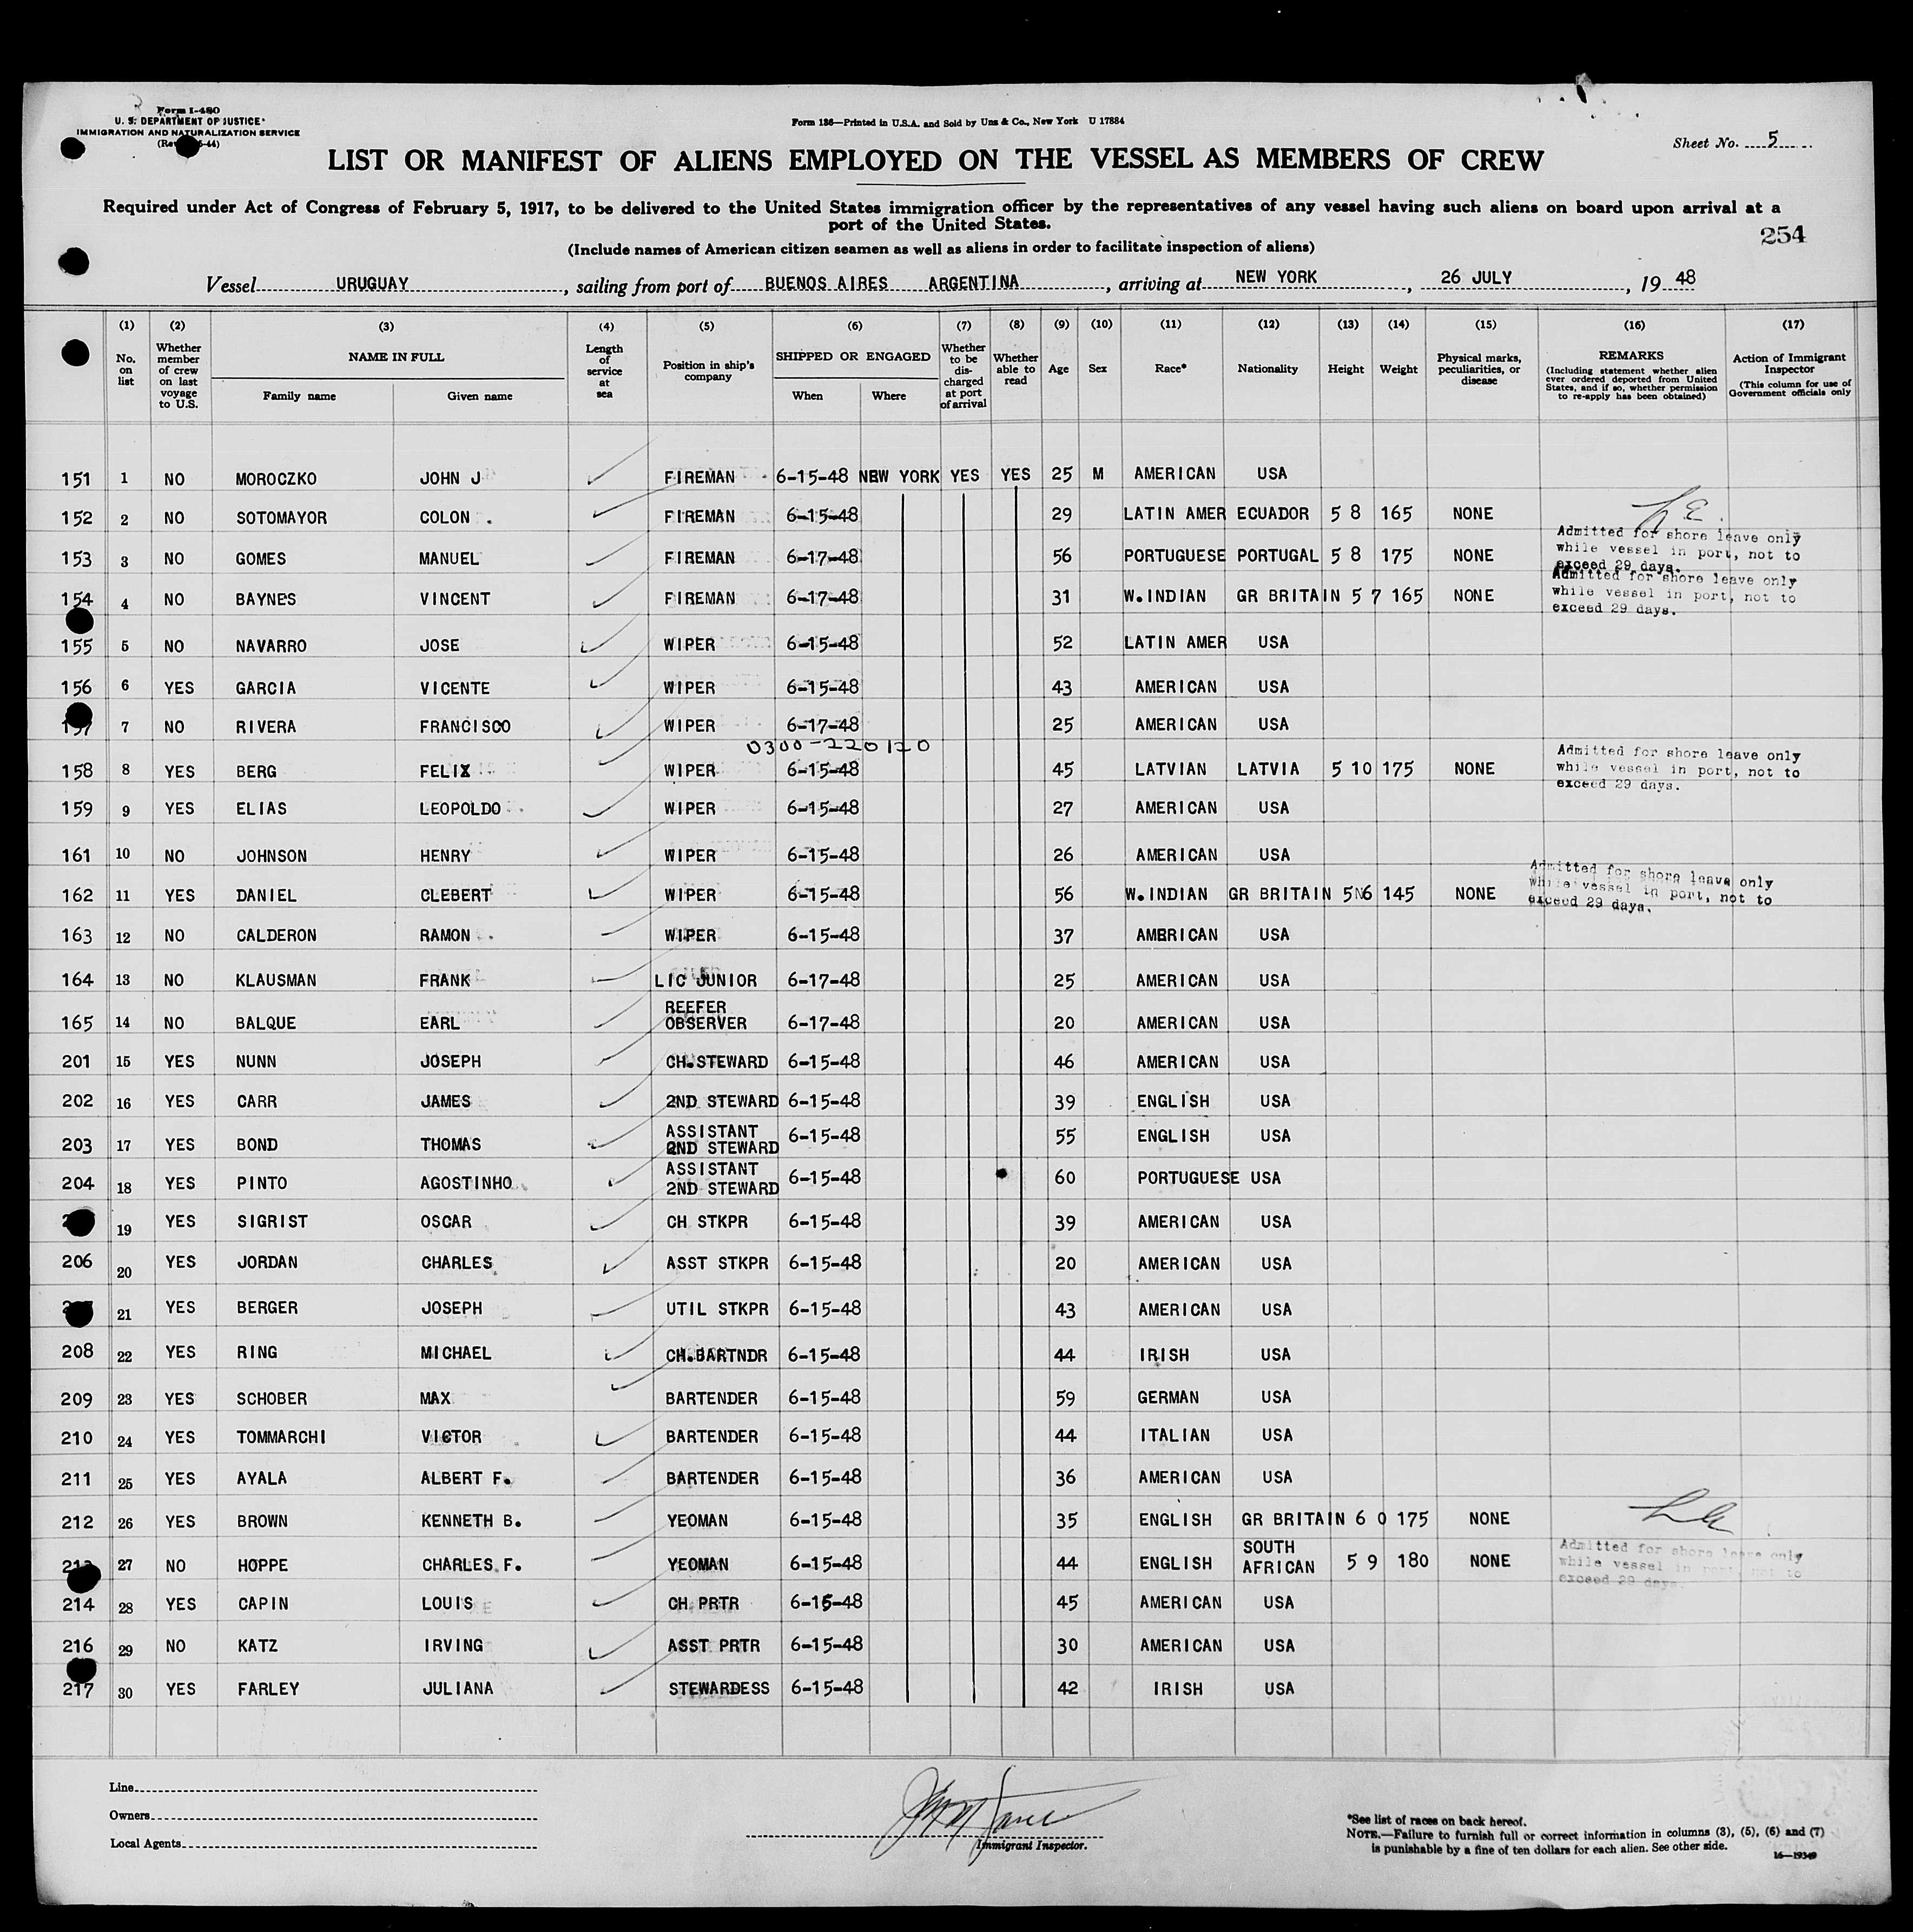 Form I-480
U. S. DEPARTMENT OF JUSTICE
IMMIGRATION AND NATURALIZATION SERVICE
Form 136—Printed in U.S.A. and Sold by Unz & Co., New York U 17884
Sheet No. 5
LIST OR MANIFEST OF ALIENS EMPLOYED ON THE VESSEL AS MEMBERS OF CREW
Required under Act of Congress of February 5, 1917, to be delivered to the United States immigration officer by the representatives of any vessel having such aliens on board upon arrival at a
port of the United States.
254
(Include names of American citizen seamen as well as aliens in order to facilitate inspection of aliens)
Vessel URUGUAY, sailing from port of BUENOS AIRES ARGENTINA, arriving at NEW YORK, 26 JULY, 19 48
(1) (2) (3) (4) (5) (6) (7) (8) (9) (10) (11) (12) (13) (14) (15) (16) (17)
No. on list
Whether member of crew on last voyage to U.S.
NAME IN FULL
Family name Given name
Length of service at sea
Position in ship's company
SHIPPED OR ENGAGED
When Where
Whether to be discharged at port of arrival
Whether able to read
Age
Sex
Race*
Nationality
Height
Weight
Physical marks, peculiarities, or disease
REMARKS
(Including statement whether alien ever ordered deported from United States, and if so, whether permission to re-apply has been obtained)
Action of Immigrant Inspector
(This column for use of Government officials only
151 1 NO MOROCZKO JOHN J FIREMAN 6-15-48 NEW YORK YES YES 25 M AMERICAN USA
152 2 NO SOTOMAYOR COLON . FIREMAN 6-15-48 29 LATIN AMER ECUADOR 5 8 165 NONE
153 3 NO GOMES MANUEL FIREMAN 6-17-48 56 PORTUGUESE PORTUGAL 5 8 175 NONE Admitted for shore leave only
while vessel in port, not to
exceed 29 days.
154 4 NO BAYNES VINCENT FIREMAN 6-17-48 31 W.INDIAN GR BRITAIN 5 7 165 NONE Admitted for shore leave only
while vessel in port, not to
exceed 29 days.
155 5 NO NAVARRO JOSE WIPER 6-15-48 52 LATIN AMER USA
156 6 YES GARCIA VICENTE WIPER 6-15-48 43 AMERICAN USA
157 7 NO RIVERA FRANCISCO WIPER 6-17-48 25 AMERICAN USA
0300-220120
158 8 YES BERG FELIX WIPER 6-15-48 45 LATVIAN LATVIA 5 10 175 NONE Admitted for shore leave only
while vessel in port, not to
exceed 29 days.
159 9 YES ELIAS LEOPOLDO WIPER 6-15-48 27 AMERICAN USA
161 10 NO JOHNSON HENRY WIPER 6-15-48 26 AMERICAN USA
162 11 YES DANIEL CLEBERT WIPER 6-15-48 56 W.INDIAN GR BRITAIN 5 6 145 NONE Admitted for shore leave only
while vessel in port, not to
exceed 29 days.
163 12 NO CALDERON RAMON . WIPER 6-15-48 37 AMERICAN USA
164 13 NO KLAUSMAN FRANK LIC JUNIOR 6-17-48 25 AMERICAN USA
165 14 NO BALQUE EARL REEFER OBSERVER 6-17-48 20 AMERICAN USA
201 15 YES NUNN JOSEPH CH.STEWARD 6-15-48 46 AMERICAN USA
202 16 YES CARR JAMES 2ND STEWARD 6-15-48 39 ENGLISH USA
203 17 YES BOND THOMAS ASSISTANT 2ND STEWARD 6-15-48 55 ENGLISH USA
204 18 YES PINTO AGOSTINHO ASSISTANT 2ND STEWARD 6-15-48 60 PORTUGUESE USA
19 YES SIGRIST OSCAR CH STKPR 6-15-48 39 AMERICAN USA
206 20 YES JORDAN CHARLES ASST STKPR 6-15-48 20 AMERICAN USA
21 YES BERGER JOSEPH UTIL STKPR 6-15-48 43 AMERICAN USA
208 22 YES RING MICHAEL CH.BARTNDR 6-15-48 44 IRISH USA
209 23 YES SCHOBER MAX BARTENDER 6-15-48 59 GERMAN USA
210 24 YES TOMMARCHI VICTOR BARTENDER 6-15-48 44 ITALIAN USA
211 25 YES AYALA ALBERT F. BARTENDER 6-15-48 36 AMERICAN USA
212 26 YES BROWN KENNETH B. YEOMAN 6-15-48 35 ENGLISH GR BRITAIN 6 0 175 NONE
213 27 NO HOPPE CHARLES F. YEOMAN 6-15-48 44 ENGLISH SOUTH AFRICAN 5 9 180 NONE Admitted for shore leave only
while vessel in port, not to
exceed 29 days.
214 28 YES CAPIN LOUIS CH PRTR 6-15-48 45 AMERICAN USA
216 29 NO KATZ IRVING ASST PRTR 6-15-48 30 AMERICAN USA
217 30 YES FARLEY JULIANA STEWARDESS 6-15-48 42 IRISH USA
Line
Owners
Local Agents
Immigrant Inspector.
*See list of races on back hereof.
NOTE.—Failure to furnish full or correct information in columns (3), (5), (6) and (7)
is punishable by a fine of ten dollars for each alien. See other side.
16—19349